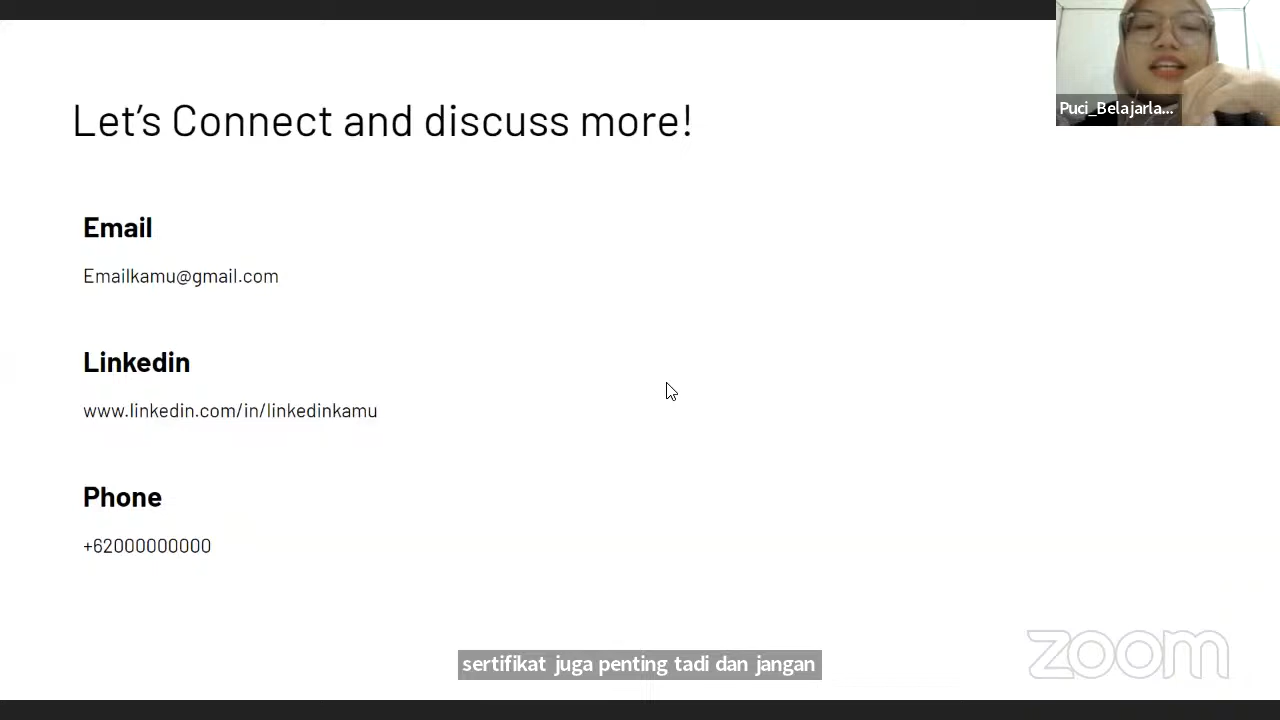 Let's Connect and discuss more!
Puci_Belajarla...
Email
Emailkamu@gmail.com
Linkedin
www.linkedin.com/in/linkedinkamu
Phone
+62000000000
sertifikat juga penting tadi dan jangan
zoom